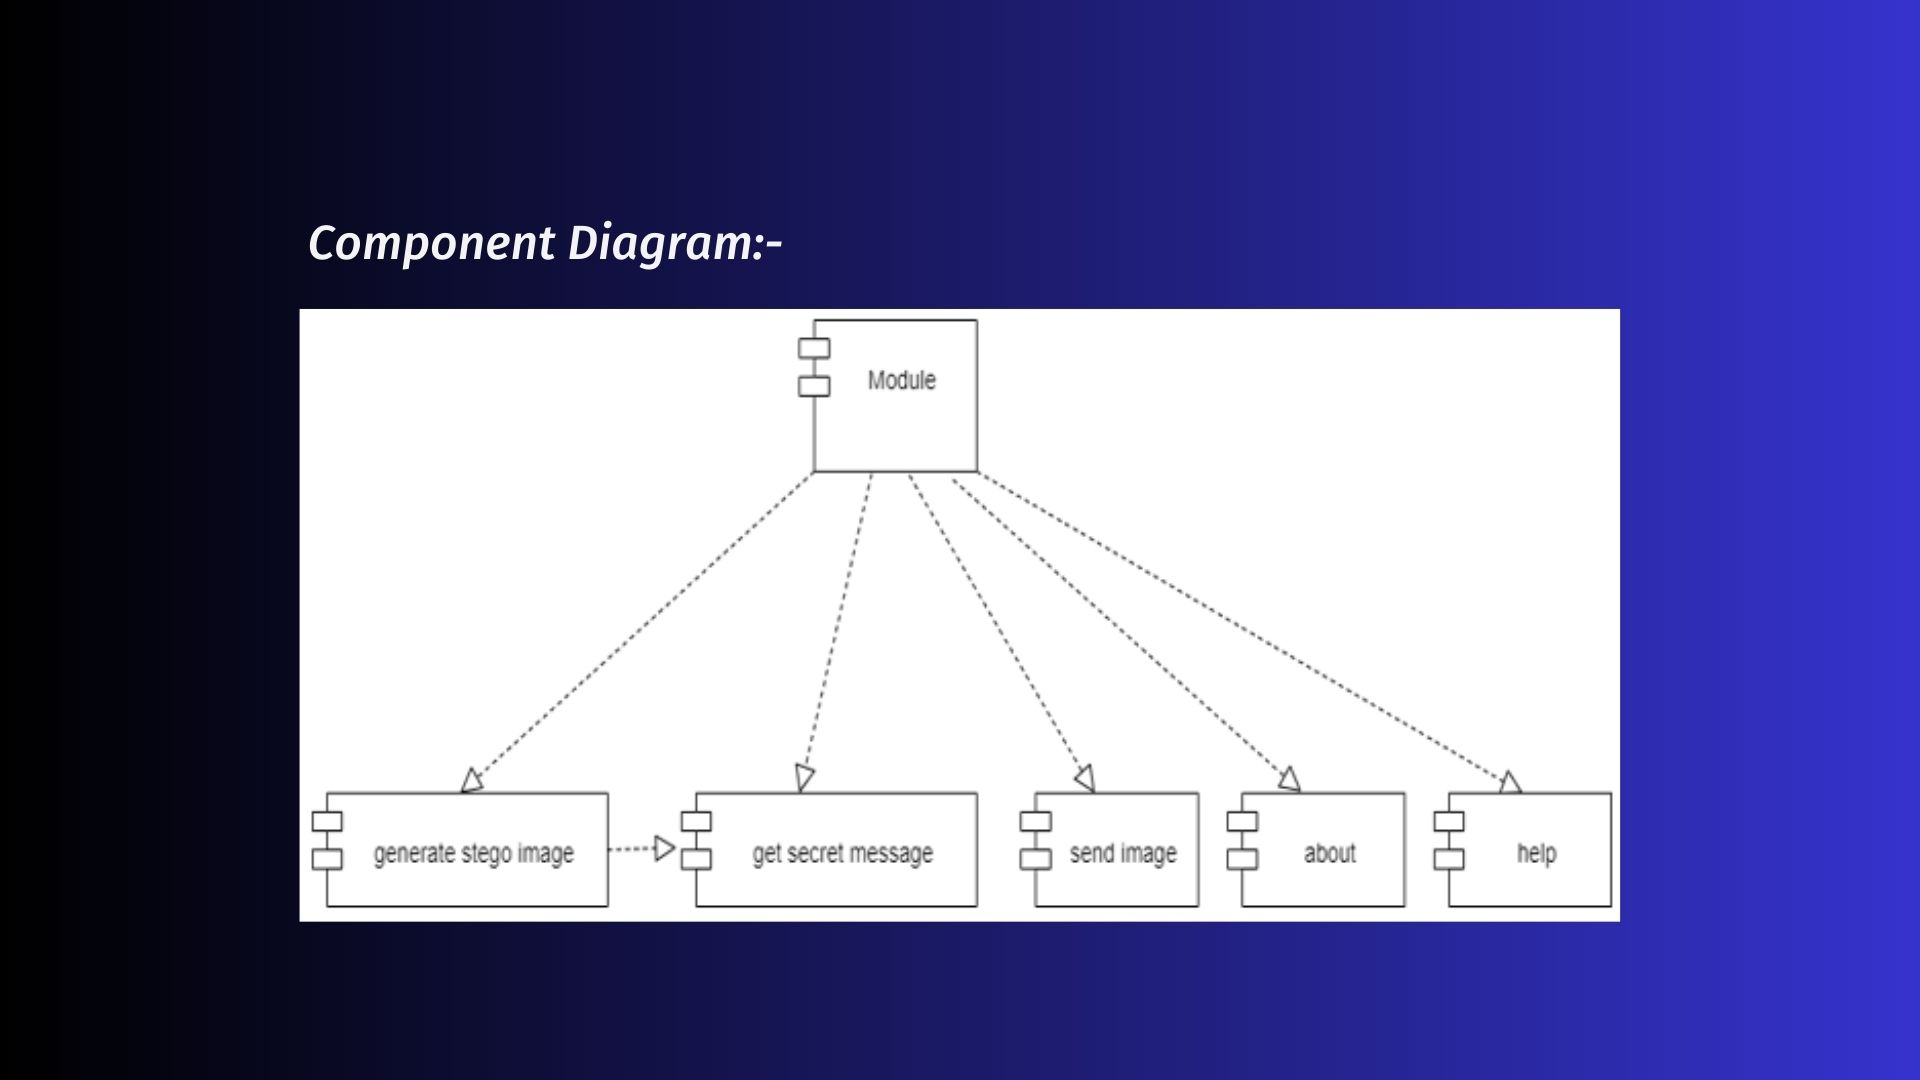 Component Diagram:-
Module
generate stego image
get secret message
send image
about
help